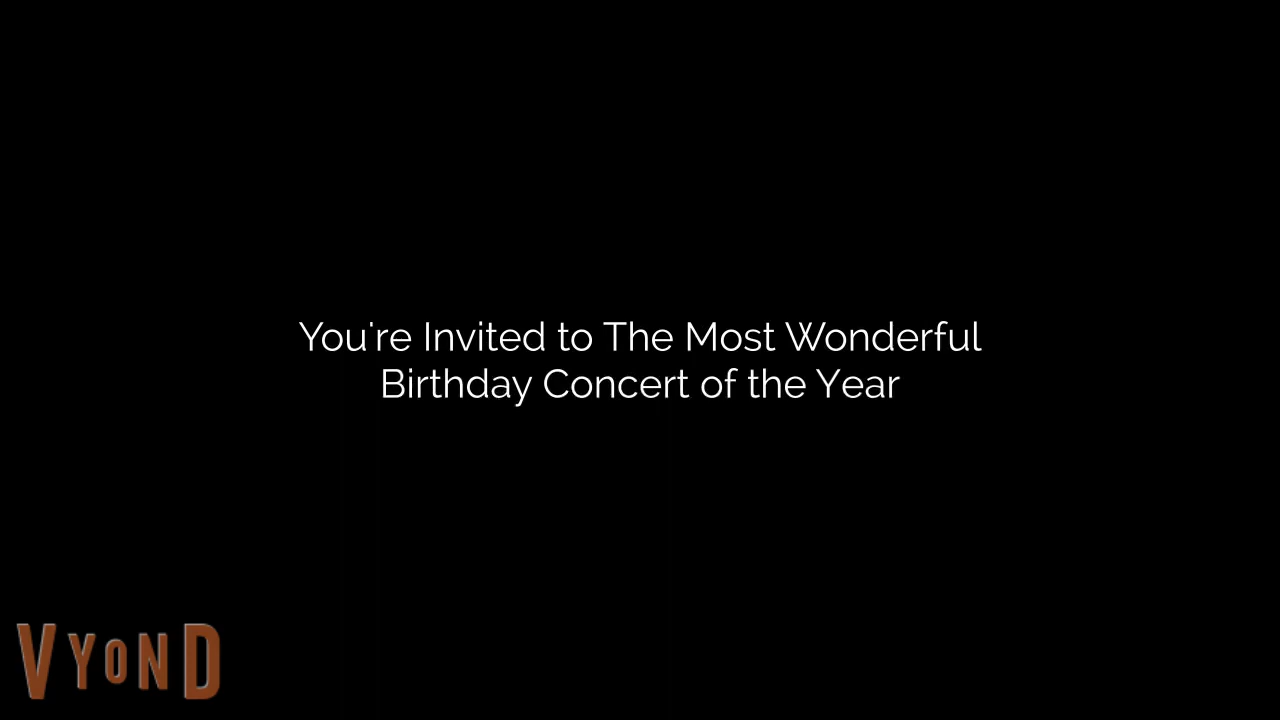 You're Invited to The Most Wonderful
Birthday Concert of the Year
VYOND